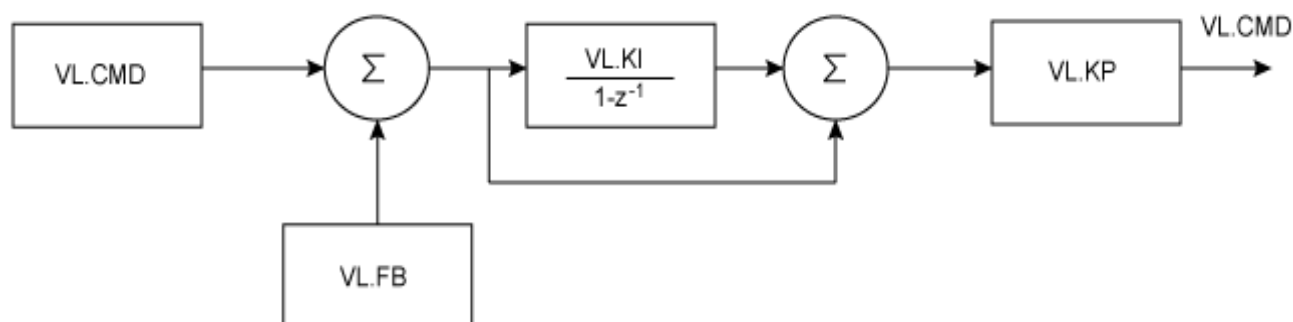 VL.CMD
VL.CMD
Σ
VL.KI
1-z⁻¹
Σ
VL.KP
VL.FB